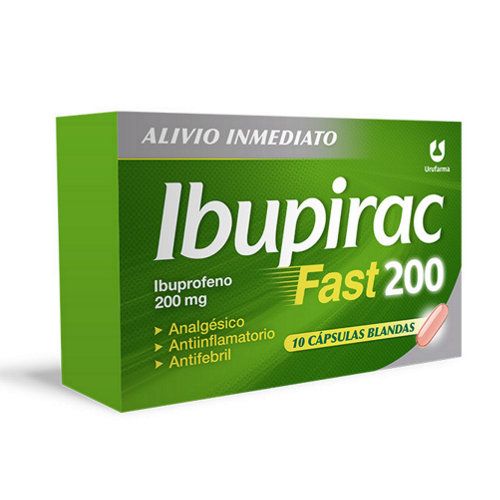 ALIVIO INMEDIATO
Urufarma
Ibupirac
Fast 200
Ibuprofeno
200 mg
➤ Analgésico
➤ Antiinflamatorio
➤ Antifebril
10 CÁPSULAS BLANDAS